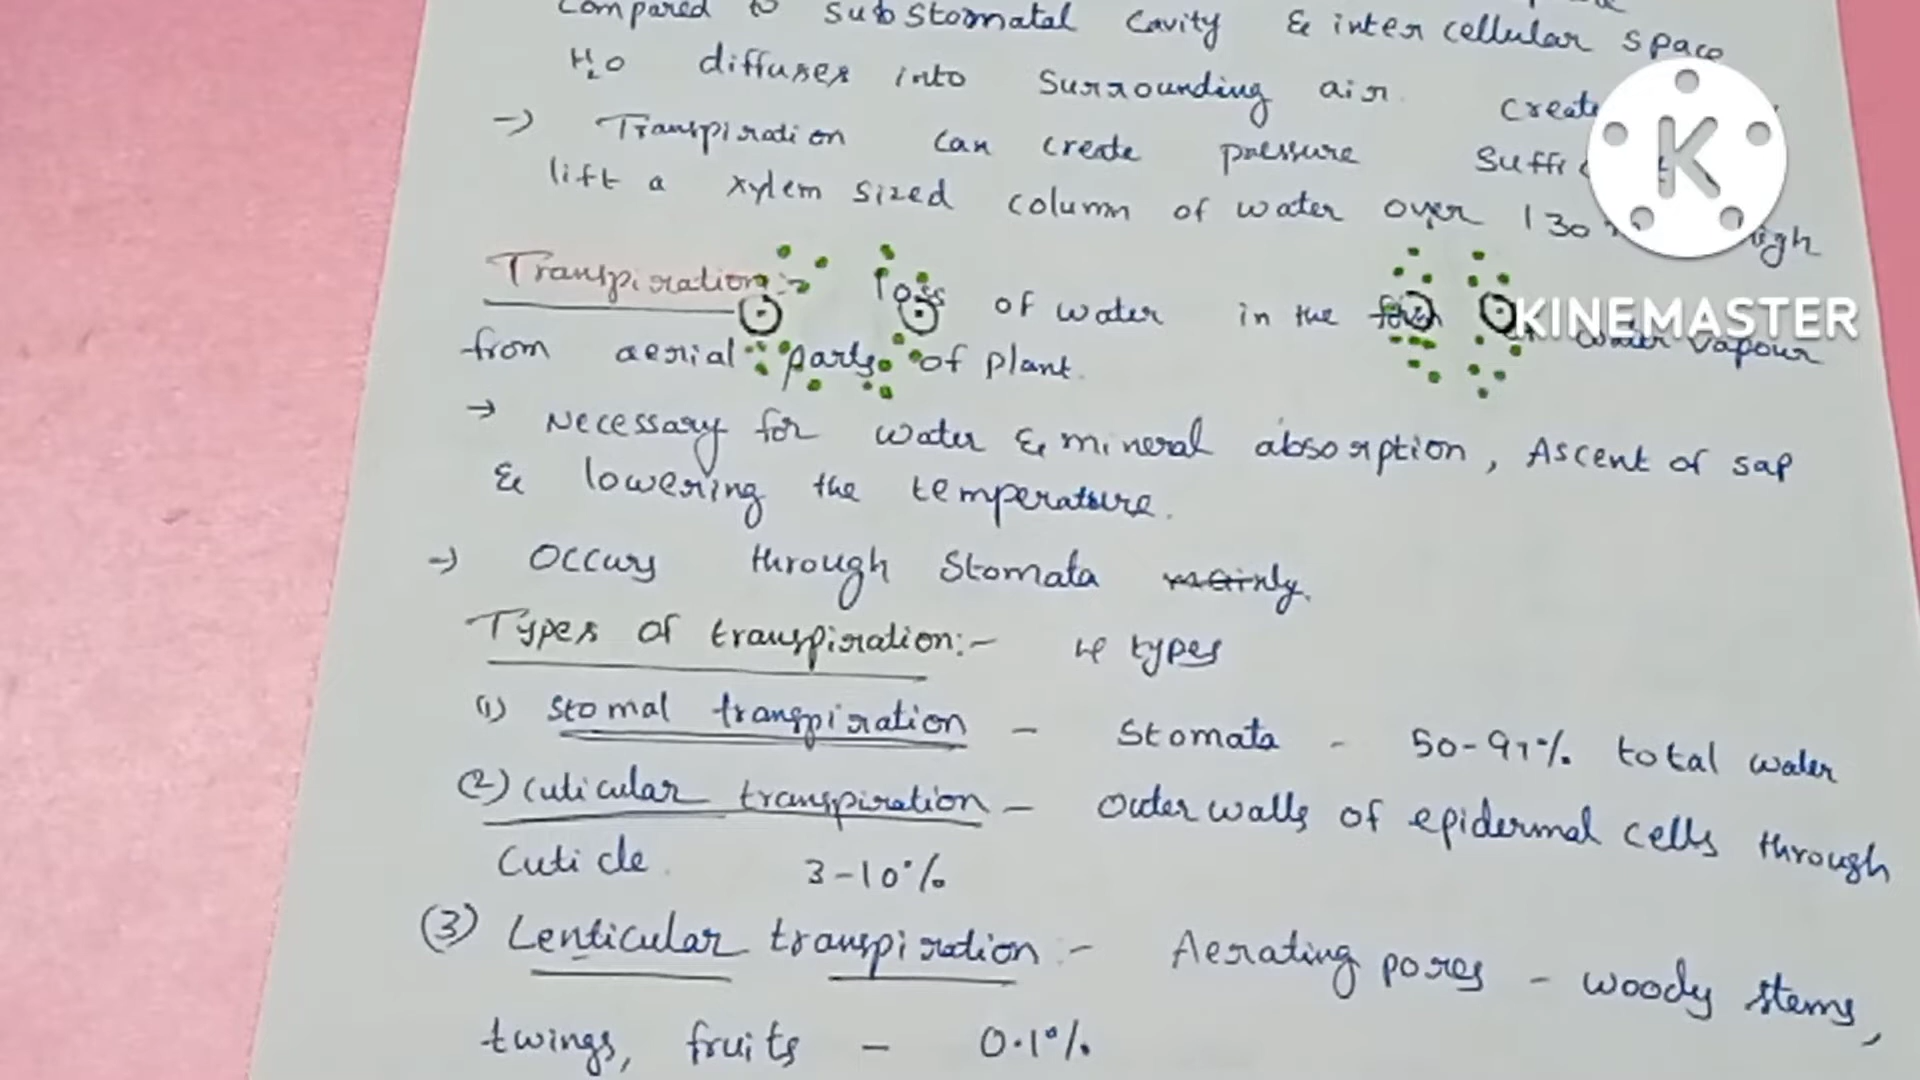 Compared to substomatal cavity & inter cellular space
H2O diffuses into surrounding air. Create
→ Transpiration can create pressure
lift a xylem sized column of water over 130
Transpiration :- loss of water in the form water vapour
from aerial parts of plant.
→ Necessary for water & mineral absorption, Ascent of sap
& lowering the temperature.
→ Occurs through Stomata mainly.
Types of transpiration:- 4 types
(1) Stomal transpiration - Stomata - 50-97% total water
(2) Cuticular transpiration - Outer walls of epidermal cells through
Cuticle. 3-10%
(3) Lenticular transpiration :- Aerating pores - woody stems,
twings, fruits - 0.1%
K
KINEMASTER